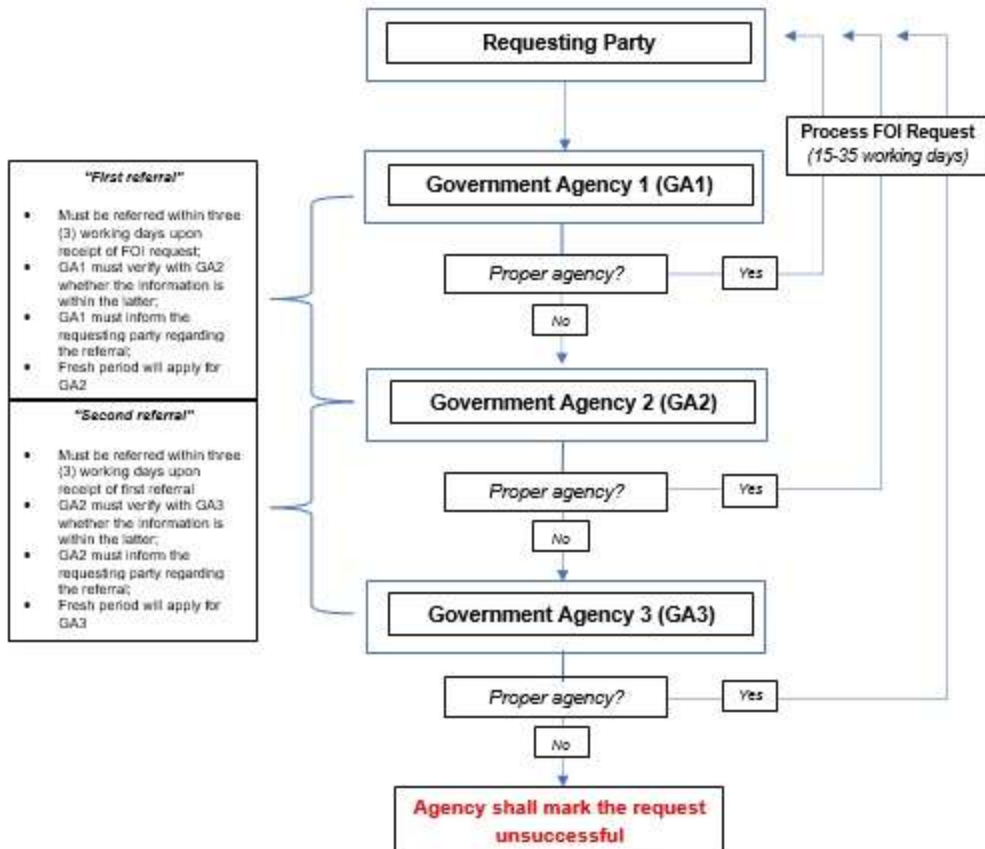 Requesting Party
Process FOI Request
(15-35 working days)
"First referral"
• Must be referred within three
(3) working days upon
receipt of FOI request;
• GA1 must verify with GA2
whether the information is
within the latter;
• GA1 must inform the
requesting party regarding
the referral;
• Fresh period will apply for
GA2
Government Agency 1 (GA1)
Proper agency?
Yes
No
Government Agency 2 (GA2)
"Second referral"
• Must be referred within three
(3) working days upon
receipt of first referral
• GA2 must verify with GA3
whether the information is
within the latter;
• GA2 must inform the
requesting party regarding
the referral;
• Fresh period will apply for
GA3
Proper agency?
Yes
No
Government Agency 3 (GA3)
Proper agency?
Yes
No
Agency shall mark the request
unsuccessful